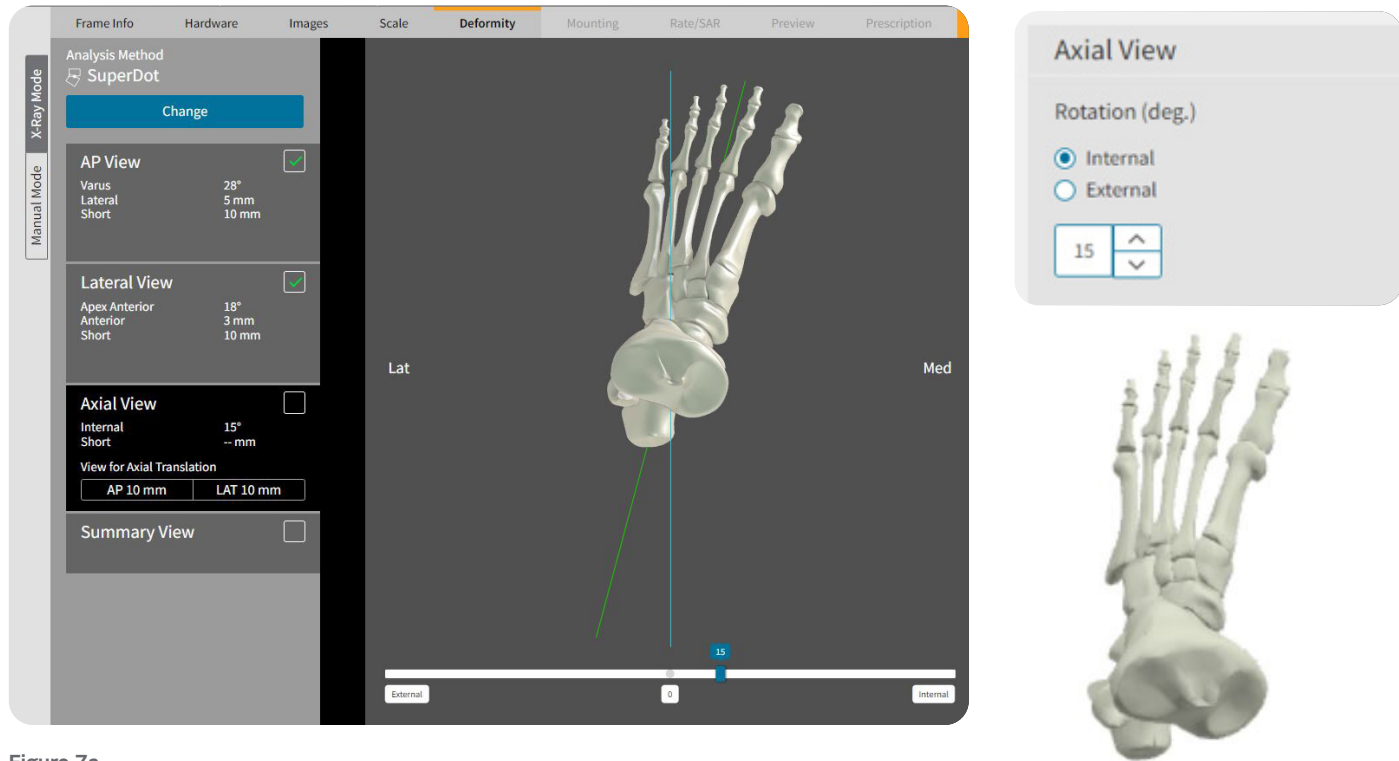 Frame Info Hardware Images Scale Deformity Mounting Rate/SAR Preview Prescription
X-Ray Mode
Manual Mode
Analysis Method
SuperDot
Change
AP View
Varus 28°
Lateral 5 mm
Short 10 mm
Lateral View
Apex Anterior 18°
Anterior 3 mm
Short 10 mm
Axial View
Internal 15°
Short -- mm
View for Axial Translation
AP 10 mm LAT 10 mm
Summary View
Lat
Med
15
External 0 Internal
Axial View
Rotation (deg.)
Internal
External
15